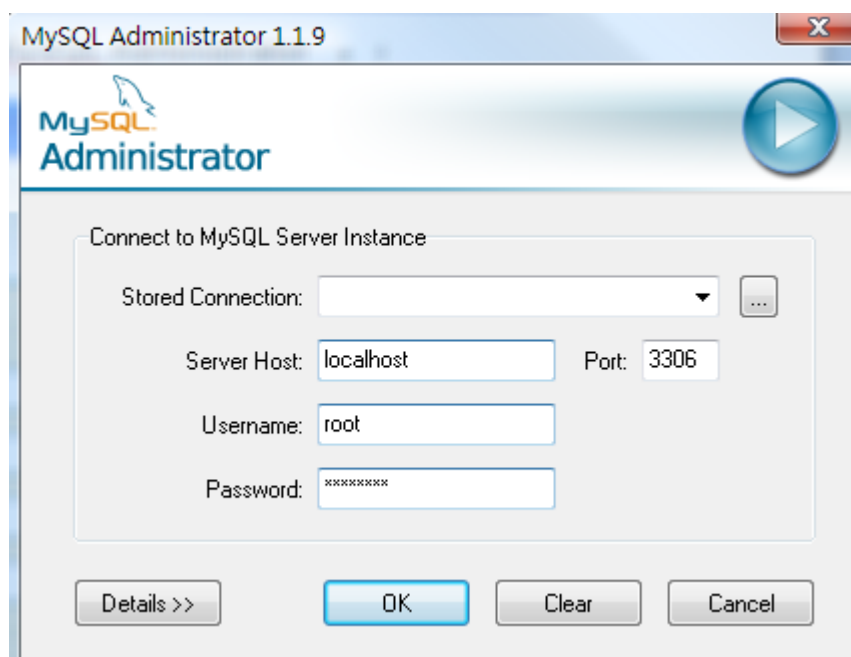 MySQL Administrator 1.1.9
MySQL
Administrator
Connect to MySQL Server Instance
Stored Connection: ...
Server Host: localhost Port: 3306
Username: root
Password: ********
Details >> OK Clear Cancel